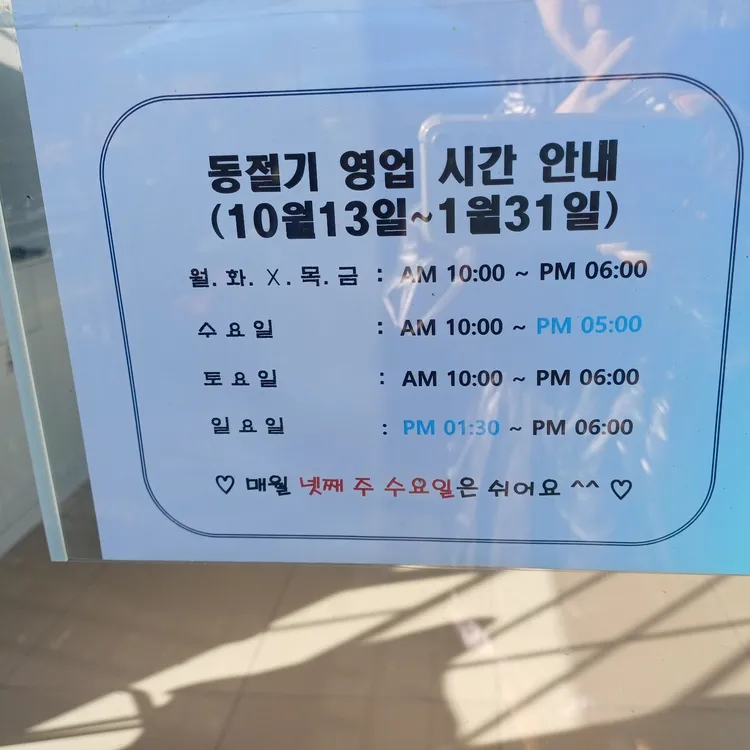 동절기 영업 시간 안내
(10월13일~1월31일)
월. 화. X. 목. 금 : AM 10:00 ~ PM 06:00
수요일 : AM 10:00 ~ PM 05:00
토요일 : AM 10:00 ~ PM 06:00
일요일 : PM 01:30 ~ PM 06:00
♡ 매월 넷째 주 수요일은 쉬어요 ^^ ♡